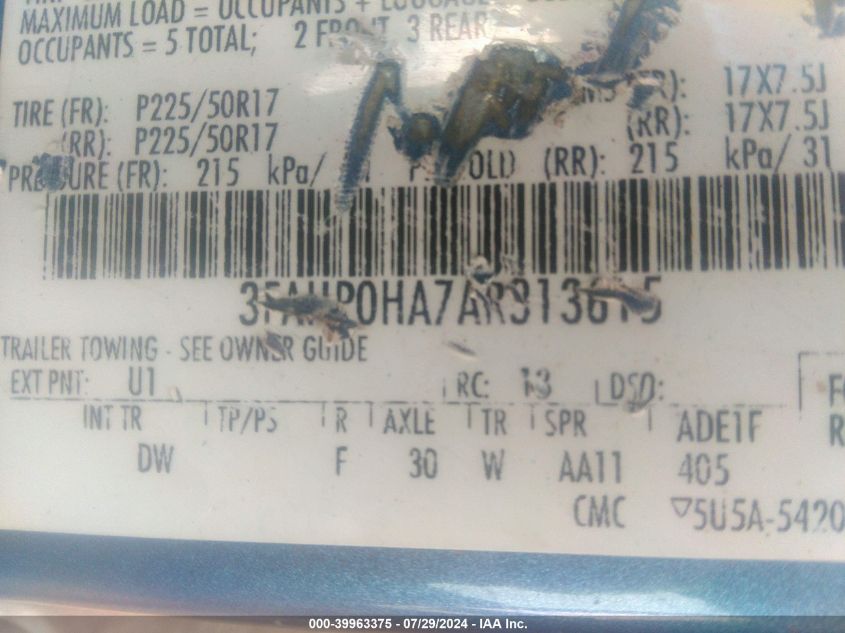 MAXIMUM LOAD = OCCUPANTS + LUGGAGE
OCCUPANTS = 5 TOTAL; 2 FRONT, 3 REAR
TIRE (FR): P225/50R17 17X7.5J
(RR): P225/50R17 (RR): 17X7.5J
PRESSURE (FR): 215 kPa/ COLD (RR): 215 kPa/ 31
3FAHP0HA7AR313615
TRAILER TOWING - SEE OWNER GUIDE
EXT PNT: U1 RC: 13 DSO:
INT TR TP/PS R AXLE TR SPR ADE1F
DW F 30 W AA11 405
CMC ▽5U5A-5420
000-39963375 / 07/29/2024 - IAA Inc.